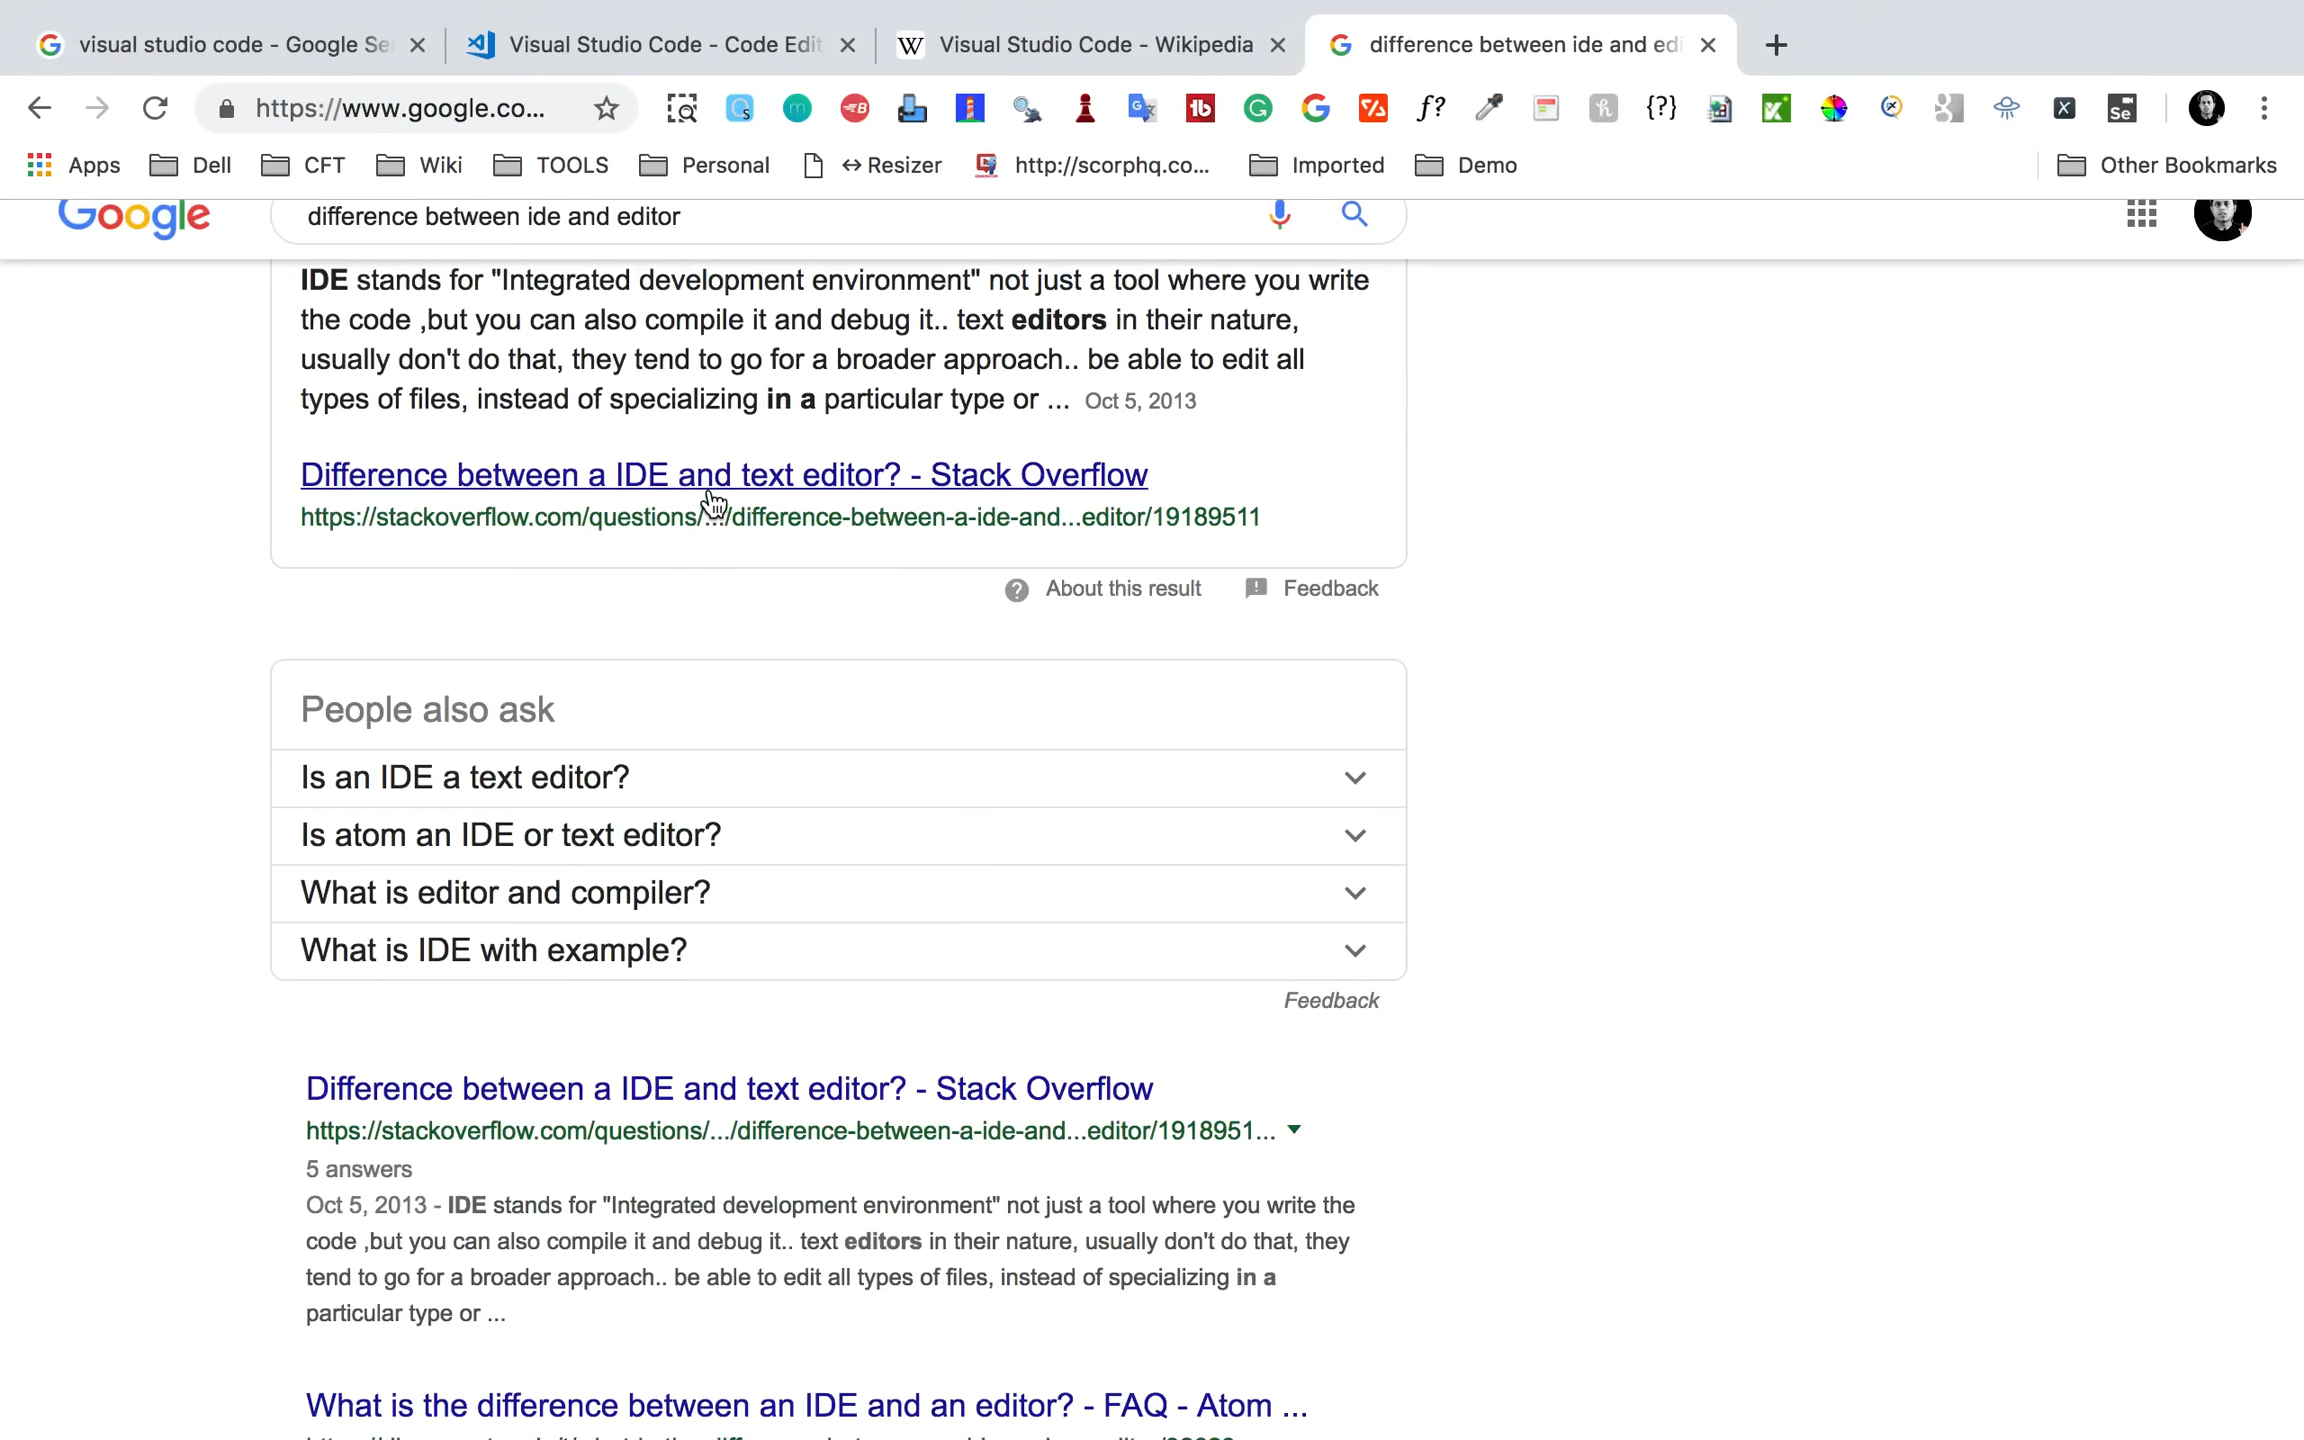 visual studio code - Google Se
Visual Studio Code - Code Edit
W Visual Studio Code - Wikipedia
difference between ide and edi
https://www.google.co...
Apps Dell CFT Wiki TOOLS Personal ↔Resizer http://scorphq.co... Imported Demo Other Bookmarks
Google
difference between ide and editor
IDE stands for "Integrated development environment" not just a tool where you write
the code ,but you can also compile it and debug it.. text editors in their nature,
usually don't do that, they tend to go for a broader approach.. be able to edit all
types of files, instead of specializing in a particular type or ... Oct 5, 2013
Difference between a IDE and text editor? - Stack Overflow
https://stackoverflow.com/questions/.../difference-between-a-ide-and...editor/19189511
About this result Feedback
People also ask
Is an IDE a text editor?
Is atom an IDE or text editor?
What is editor and compiler?
What is IDE with example?
Feedback
Difference between a IDE and text editor? - Stack Overflow
https://stackoverflow.com/questions/.../difference-between-a-ide-and...editor/1918951...
5 answers
Oct 5, 2013 - IDE stands for "Integrated development environment" not just a tool where you write the
code ,but you can also compile it and debug it.. text editors in their nature, usually don't do that, they
tend to go for a broader approach.. be able to edit all types of files, instead of specializing in a
particular type or ...
What is the difference between an IDE and an editor? - FAQ - Atom ...